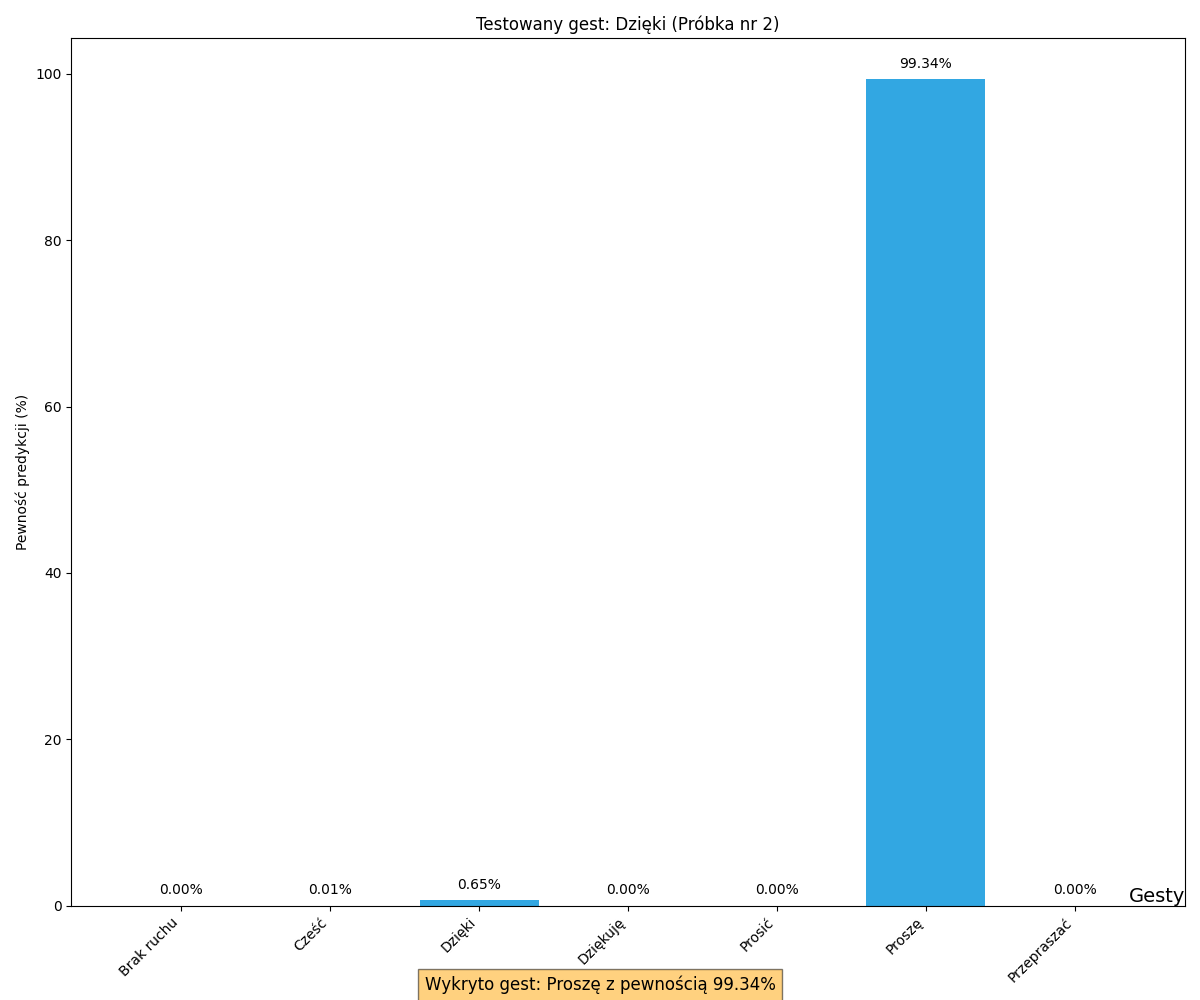 Testowany gest: Dzięki (Próbka nr 2)
Pewność predykcji (%)
100
80
60
40
20
0
0.00%
0.01%
0.65%
0.00%
0.00%
99.34%
0.00%
Gesty
Brak ruchu
Cześć
Dzięki
Dziękuję
Prosić
Proszę
Przepraszać
Wykryto gest: Proszę z pewnością 99.34%